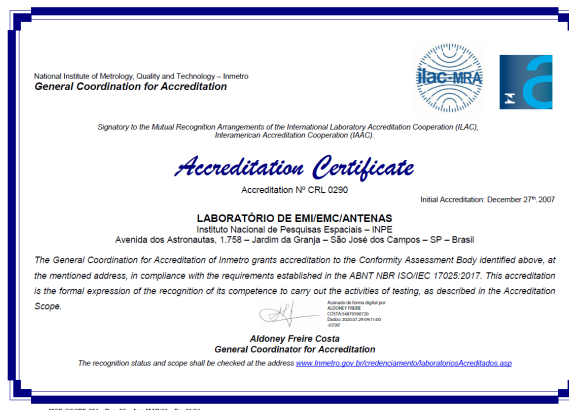 National Institute of Metrology, Quality and Technology – Inmetro
General Coordination for Accreditation
ilac-MRA
Signatory to the Mutual Recognition Arrangements of the International Laboratory Accreditation Cooperation (ILAC),
Interamerican Accreditation Cooperation (IAAC).
Accreditation Certificate
Accreditation Nº CRL 0290
Initial Accreditation: December 27th, 2007
LABORATÓRIO DE EMI/EMC/ANTENAS
Instituto Nacional de Pesquisas Espaciais – INPE
Avenida dos Astronautas, 1.758 – Jardim da Granja – São José dos Campos – SP – Brasil
The General Coordination for Accreditation of Inmetro grants accreditation to the Conformity Assessment Body identified above, at
the mentioned address, in compliance with the requirements established in the ABNT NBR ISO/IEC 17025:2017. This accreditation
is the formal expression of the recognition of its competence to carry out the activities of testing, as described in the Accreditation
Scope.
Assinado de forma digital por
ALDONEY FREIRE
Aldoney Freire Costa
General Coordinator for Accreditation
The recognition status and scope shall be checked at the address www.Inmetro.gov.br/credenciamento/laboratoriosAcreditados.asp